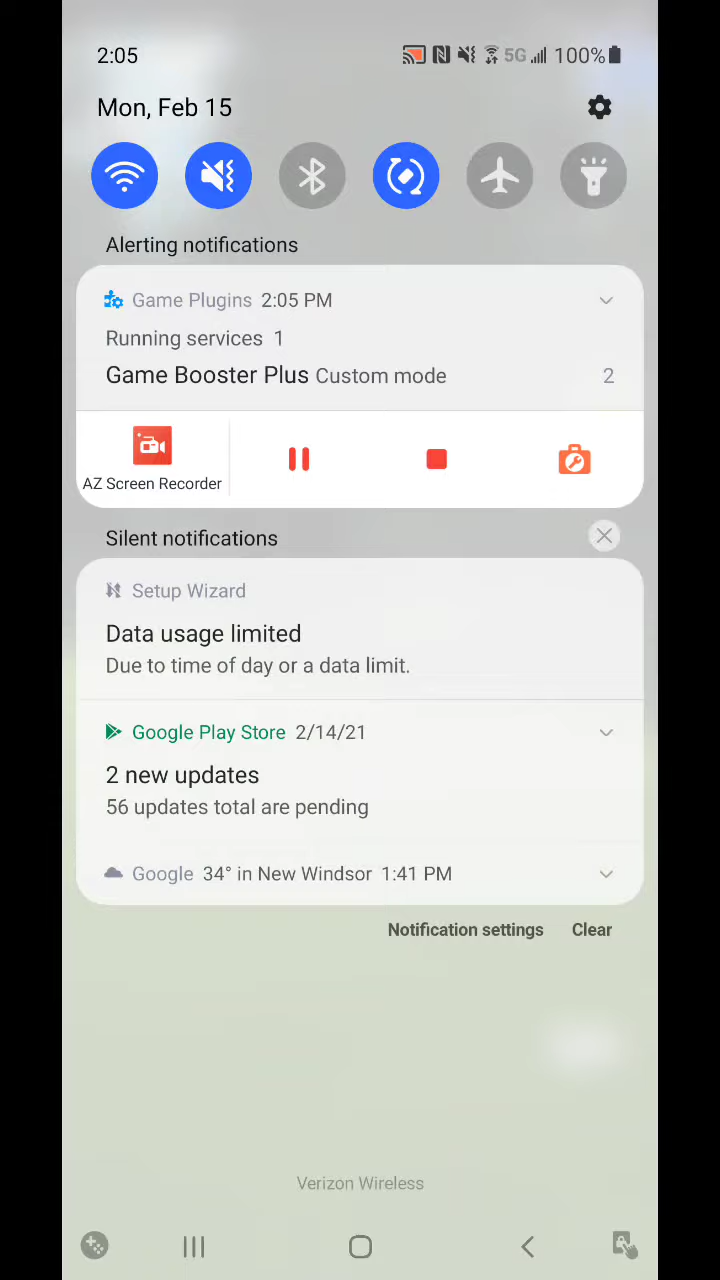 2:05 5G 100%
Mon, Feb 15
Alerting notifications
Game Plugins 2:05 PM
Running services 1
Game Booster Plus Custom mode 2
AZ Screen Recorder
Silent notifications
Setup Wizard
Data usage limited
Due to time of day or a data limit.
Google Play Store 2/14/21
2 new updates
56 updates total are pending
Google 34° in New Windsor 1:41 PM
Notification settings Clear
Verizon Wireless